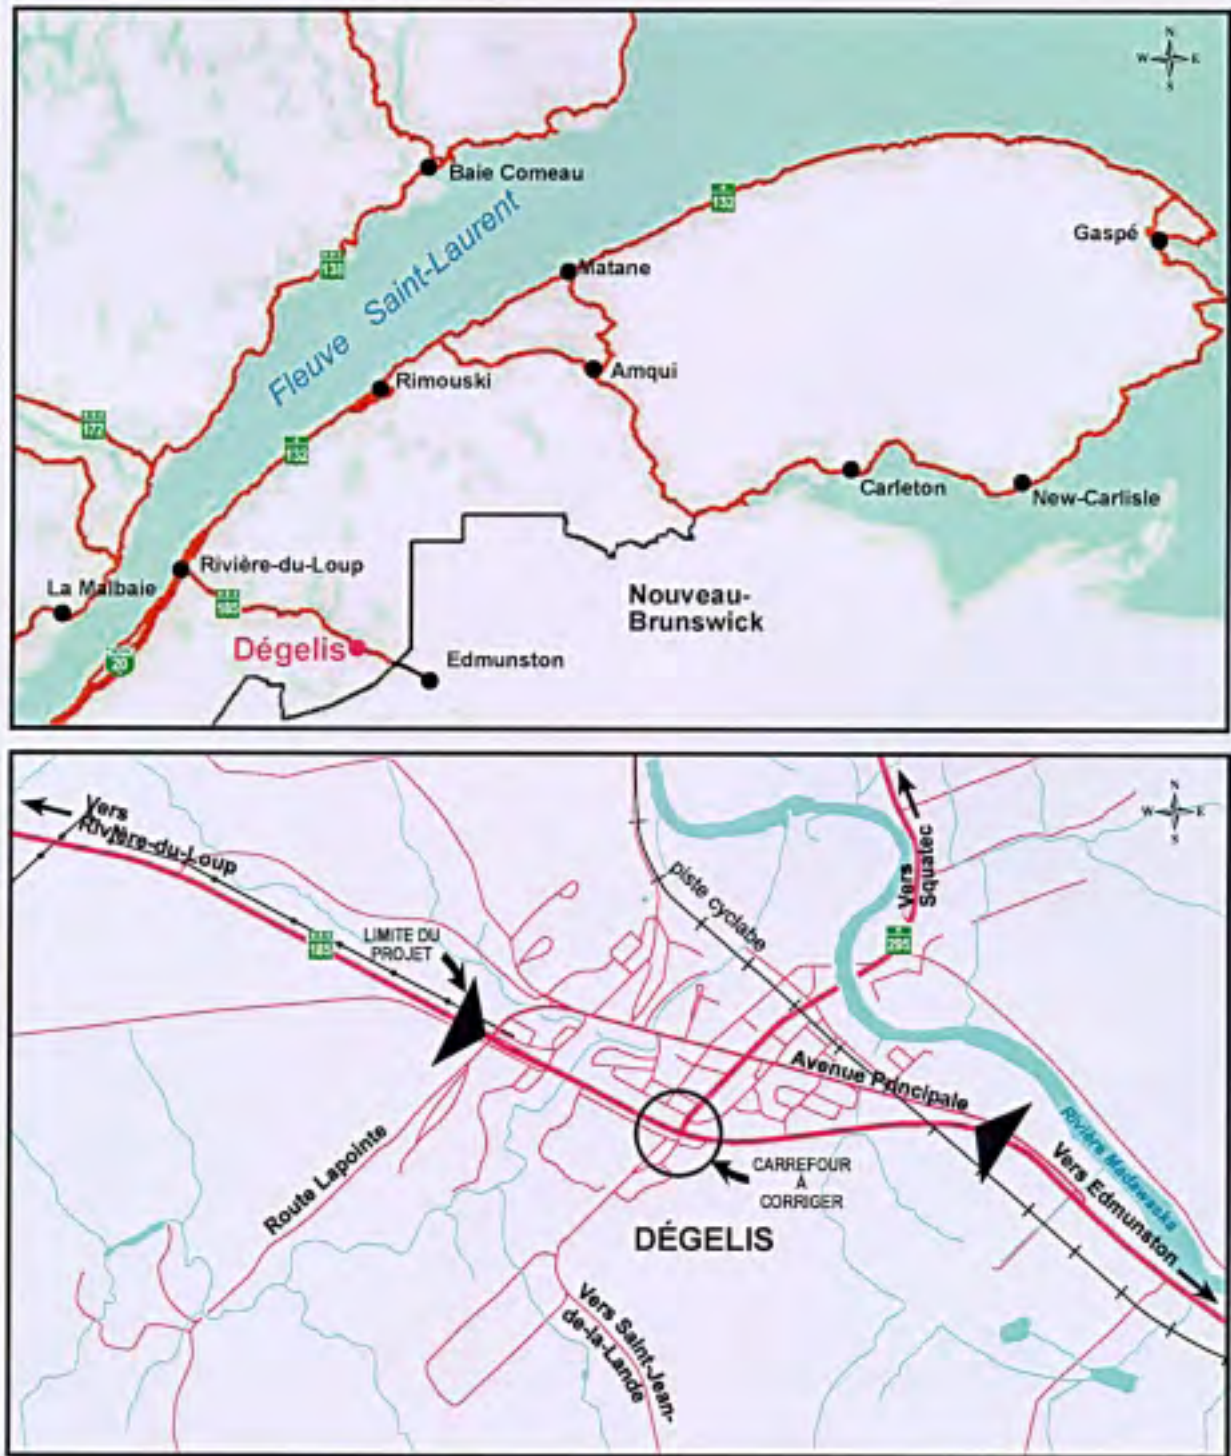 N
W E
S
Baie Comeau
Fleuve Saint-Laurent
138
132
Gaspé
Matane
Rimouski
Amqui
172
132
Carleton
New-Carlisle
Rivière-du-Loup
La Malbaie
185
Nouveau-
Brunswick
Dégelis
Edmunston
20
N
W E
S
Vers
Rivière-du-Loup
185
LIMITE DU
PROJET
piste cyclabe
Vers
Squatec
295
Avenue Principale
Rivière Madawaska
Vers Edmunston
CARREFOUR
À
CORRIGER
Route Lapointe
DÉGELIS
Vers Saint-Jean-
de-la-Lande